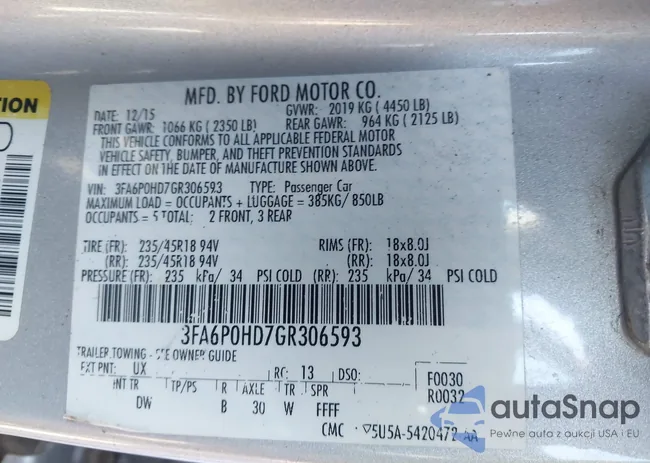 MFD. BY FORD MOTOR CO.
DATE: 12/15 GVWR: 2019 KG ( 4450 LB)
FRONT GAWR: 1066 KG ( 2350 LB) REAR GAWR: 964 KG ( 2125 LB)
THIS VEHICLE CONFORMS TO ALL APPLICABLE FEDERAL MOTOR
VEHICLE SAFETY, BUMPER, AND THEFT PREVENTION STANDARDS
IN EFFECT ON THE DATE OF MANUFACTURE SHOWN ABOVE.
VIN: 3FA6P0HD7GR306593 TYPE: Passenger Car
MAXIMUM LOAD = OCCUPANTS + LUGGAGE = 385KG/ 850LB
OCCUPANTS = 5 TOTAL: 2 FRONT, 3 REAR
TIRE (FR): 235/45R18 94V RIMS (FR): 18x8.0J
(RR): 235/45R18 94V (RR): 18x8.0J
PRESSURE (FR): 235 kPa/ 34 PSI COLD (RR): 235 kPa/ 34 PSI COLD
3FA6P0HD7GR306593
TRAILER TOWING - SEE OWNER GUIDE
EXT PNT: UX RC: 13 DSO: F0030
INT TR TP/PS R AXLE TR SPR R0032
DW B 30 W FFFF
CMC 5U5A-5420472-AA
TION
autoSnap
Pewne auto z aukcji USA i EU